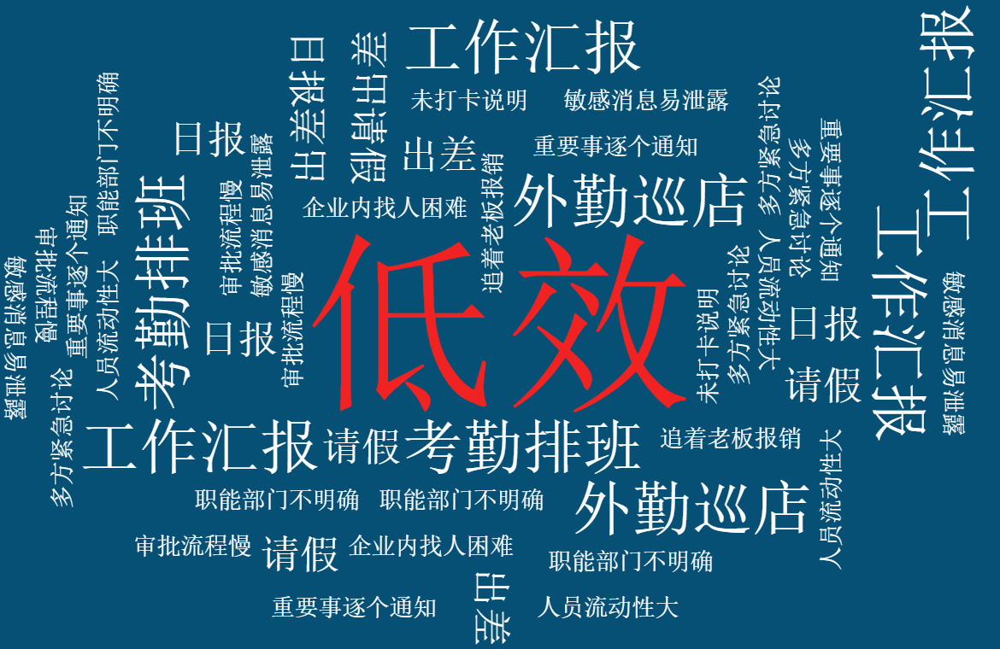 工作汇报
工作汇报
日报差出
差出请假
未打卡说明
敏感消息易泄露
职能部门不明确
多方紧急讨论
日报
敏感消息易泄露
出差
重要事逐个通知
重要事逐个通知
多方紧急讨论
追着老板报销
考勤排班
外勤巡店
审批流程慢
重要事逐个通知
企业内找人困难
工作汇报
审批流程慢
人员流动性大
低效
敏感消息易泄露
人员流动性大
审批流程慢
多方紧急讨论
未打卡说明
敏感消息易泄露
日报
日报
请假
多方紧急讨论
工作汇报
请假
考勤排班
追着老板报销
人员流动性大
职能部门不明确
职能部门不明确
外勤巡店
审批流程慢
请假
企业内找人困难
职能部门不明确
出差
重要事逐个通知
人员流动性大